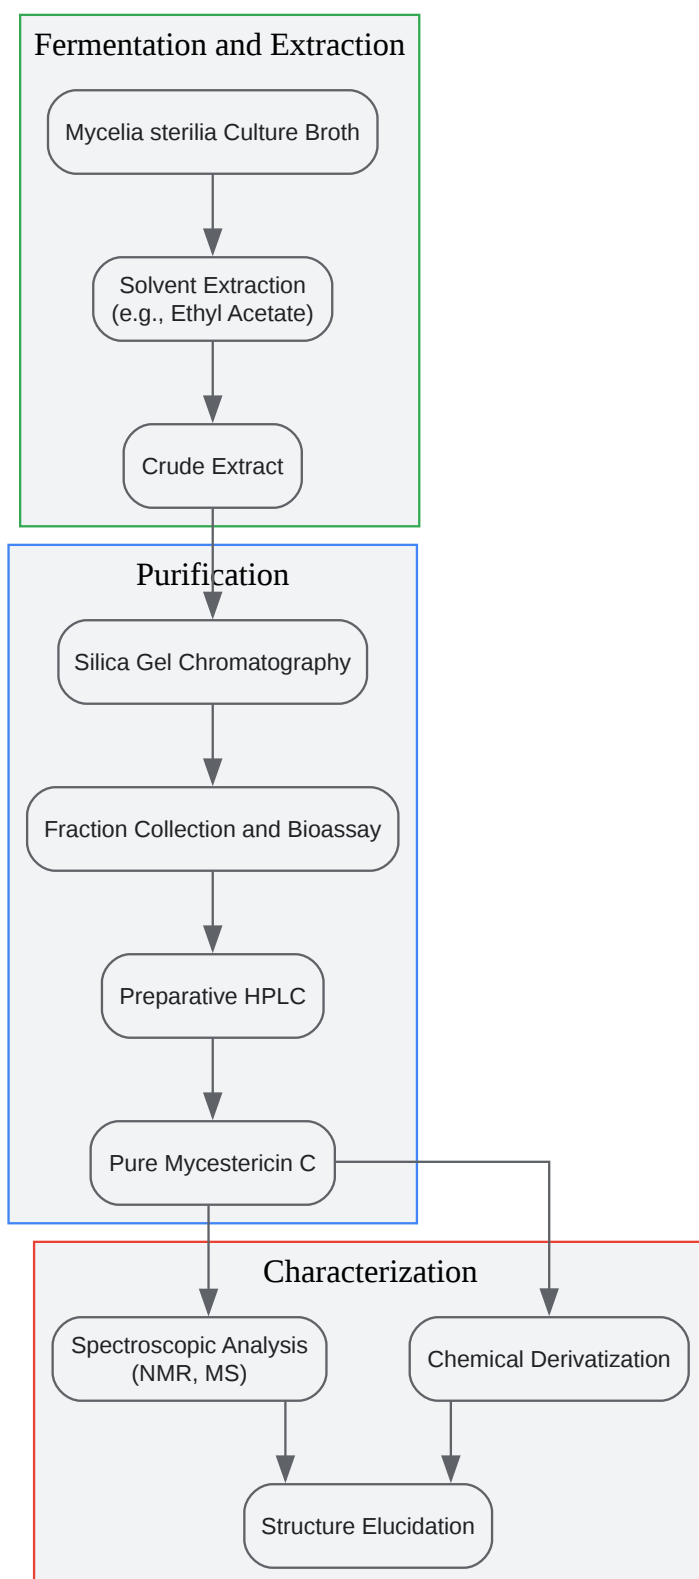 Fermentation and Extraction
Mycelia sterilia Culture Broth
Solvent Extraction
(e.g., Ethyl Acetate)
Crude Extract
Purification
Silica Gel Chromatography
Fraction Collection and Bioassay
Preparative HPLC
Pure Mycestericin C
Characterization
Spectroscopic Analysis
(NMR, MS)
Chemical Derivatization
Structure Elucidation